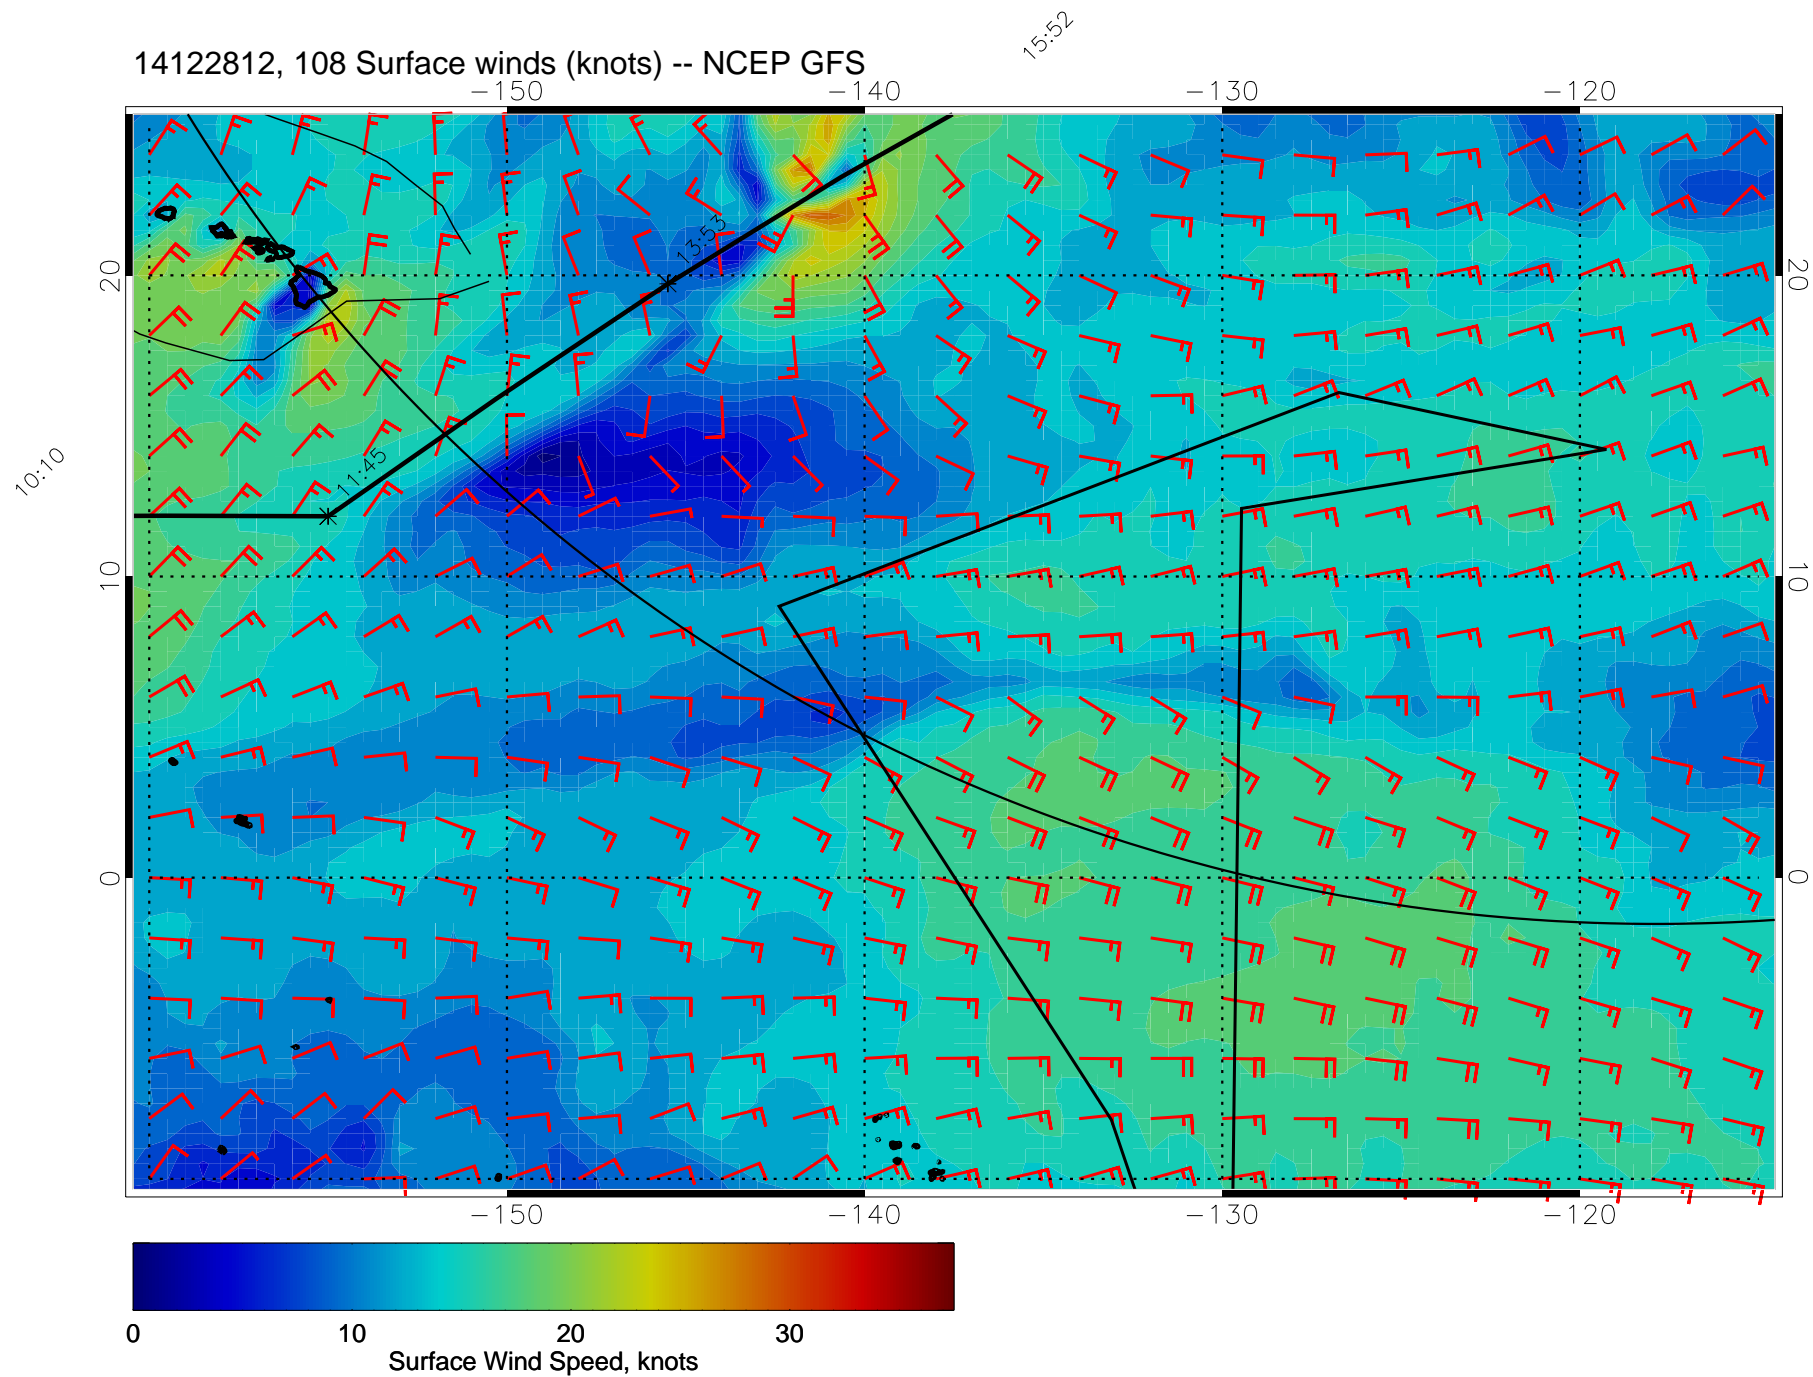 15:52
14122812, 108 Surface winds (knots) -- NCEP GFS
-150 -140 -130 -120
13:53
20 20
10:10
11:45
10 10
0 0
-150 -140 -130 -120
0 10 20 30
Surface Wind Speed, knots